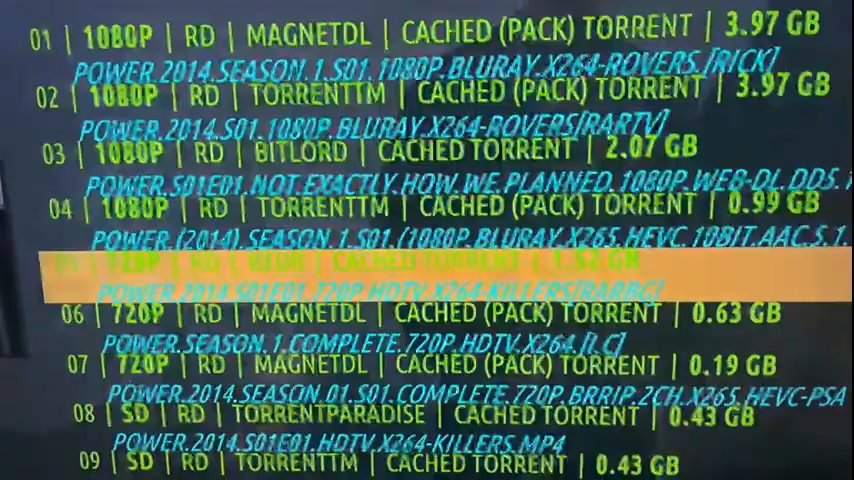 01 | 1080P | RD | MAGNETDL | CACHED (PACK) TORRENT | 3.97 GB
POWER.2014.SEASON.1.S01.1080P.BLURAY.X264-ROVERS.[RICK]
02 | 1080P | RD | TORRENTTM | CACHED (PACK) TORRENT | 3.97 GB
POWER.2014.S01.1080P.BLURAY.X264-ROVERS[RARTV]
03 | 1080P | RD | BITLORD | CACHED TORRENT | 2.07 GB
POWER.S01E01.NOT.EXACTLY.HOW.WE.PLANNED.1080P.WEB-DL.DD5.
04 | 1080P | RD | TORRENTTM | CACHED (PACK) TORRENT | 0.99 GB
POWER.(2014).SEASON.1.S01.(1080P.BLURAY.X265.HEVC.10BIT.AAC.5.1.
05 | 720P | RD | | CACHED TORRENT | 1.52 GB
POWER.2014.S01E01.720P.HDTV.X264-KILLERS[RARBG]
06 | 720P | RD | MAGNETDL | CACHED (PACK) TORRENT | 0.63 GB
POWER.SEASON.1.COMPLETE.720P.HDTV.X264.[I.C]
07 | 720P | RD | MAGNETDL | CACHED (PACK) TORRENT | 0.19 GB
POWER.2014.SEASON.01.S01.COMPLETE.720P.BRRIP.2CH.X265.HEVC-PSA
08 | SD | RD | TORRENTPARADISE | CACHED TORRENT | 0.43 GB
POWER.2014.S01E01.HDTV.X264-KILLERS.MP4
09 | SD | RD | TORRENTTM | CACHED TORRENT | 0.43 GB